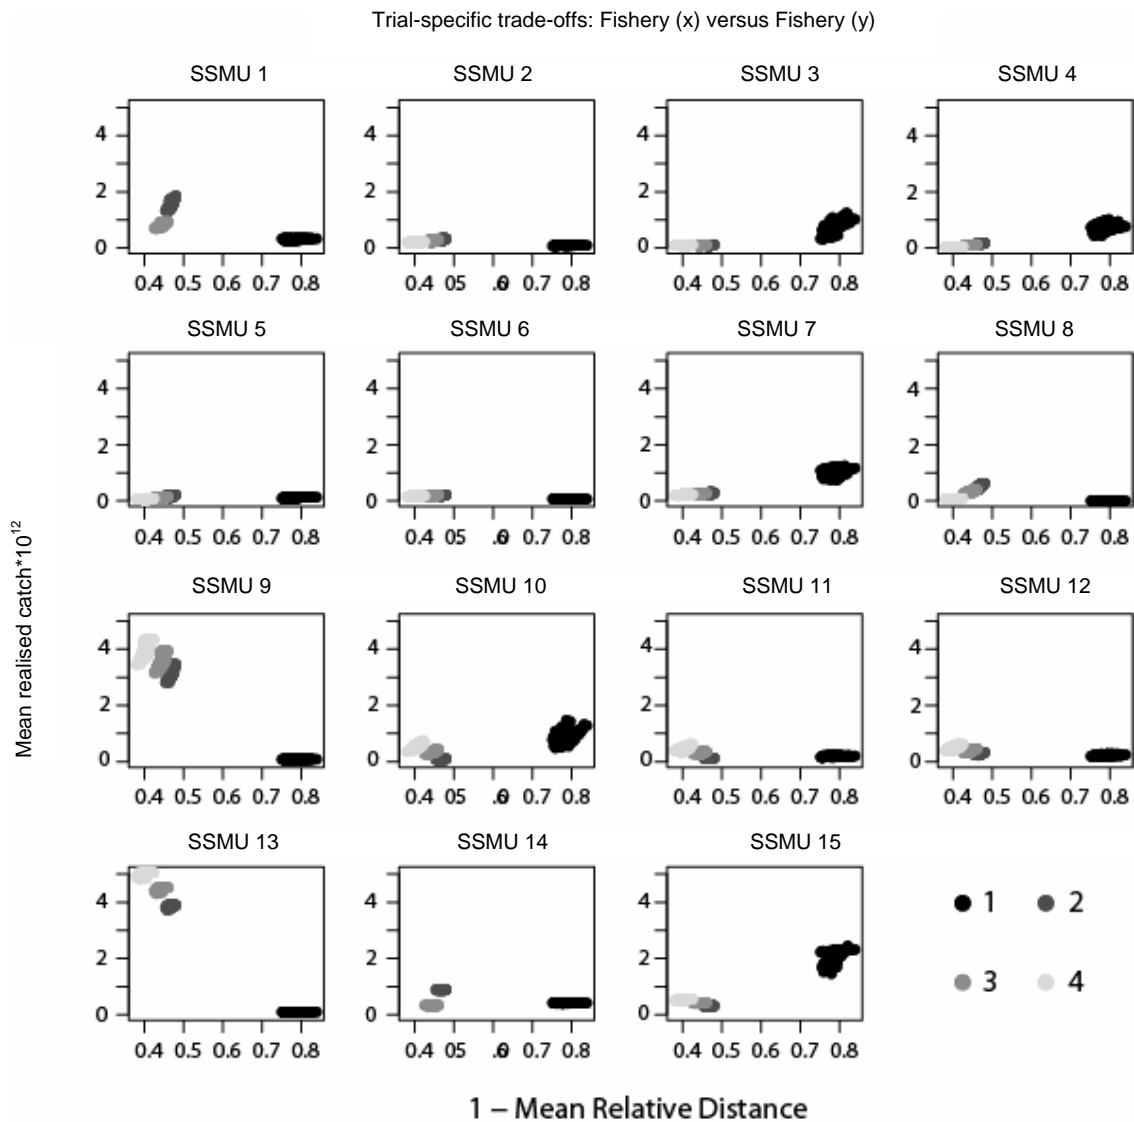 Trial-specific trade-offs: Fishery (x) versus Fishery (y)
SSMU 1 SSMU 2 SSMU 3 SSMU 4
4 4 4 4
2 2 2 2
0 0 0 0
0.4 0.5 0.6 0.7 0.8 0.4 05 .0 0.7 0.8 0.4 0.5 0.6 0.7 0.8 0.4 0.5 0.6 0.7 0.8
SSMU 5 SSMU 6 SSMU 7 SSMU 8
4 4 4 4
2 2 2 2
0 0 0 0
0.4 0.5 0.6 0.7 0.8 0.4 05 .0 0.7 0.8 0.4 0.5 0.6 0.7 0.8 0.4 0.5 0.6 0.7 0.8
Mean realised catch*10^12
SSMU 9 SSMU 10 SSMU 11 SSMU 12
4 4 4 4
2 2 2 2
0 0 0 0
0.4 0.5 0.6 0.7 0.8 0.4 05 .0 0.7 0.8 0.4 0.5 0.6 0.7 0.8 0.4 0.5 0.6 0.7 0.8
SSMU 13 SSMU 14 SSMU 15
4 4 4
2 2 2
0 0 0
0.4 0.5 0.6 0.7 0.8 0.4 05 .0 0.7 0.8 0.4 0.5 0.6 0.7 0.8
1 2
3 4
1 – Mean Relative Distance